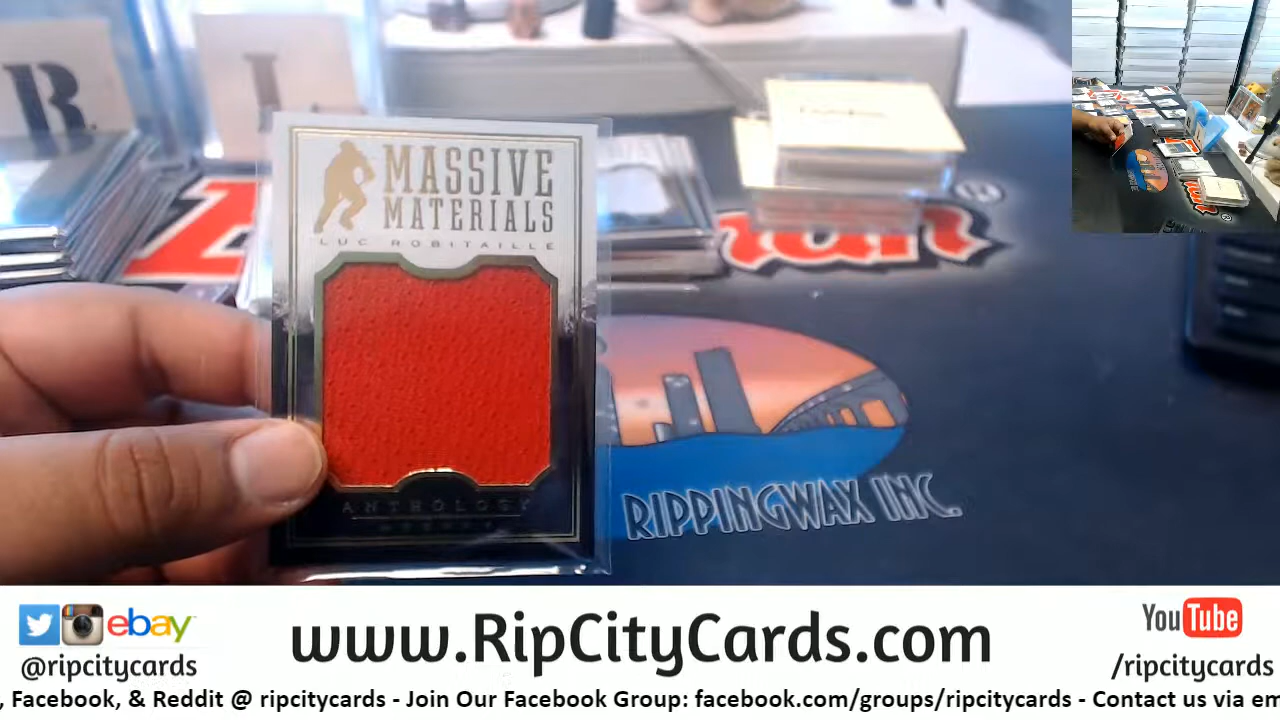 R
L
MASSIVE
MATERIALS
LUC ROBITAILLE
ANTHOLOGY
RIPPINGWAX INC.
ebay
@ripcitycards
www.RipCityCards.com
YouTube
/ripcitycards
, Facebook, & Reddit @ ripcitycards - Join Our Facebook Group: facebook.com/groups/ripcitycards - Contact us via em